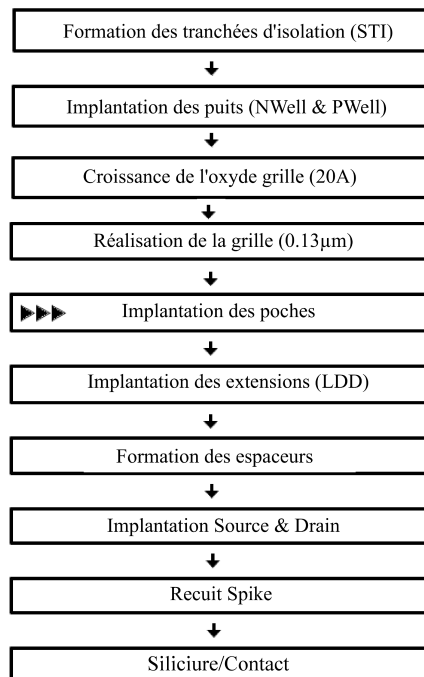 Formation des tranchées d'isolation (STI)
Implantation des puits (NWell & PWell)
Croissance de l'oxyde grille (20A)
Réalisation de la grille (0.13µm)
Implantation des poches
Implantation des extensions (LDD)
Formation des espaceurs
Implantation Source & Drain
Recuit Spike
Siliciure/Contact